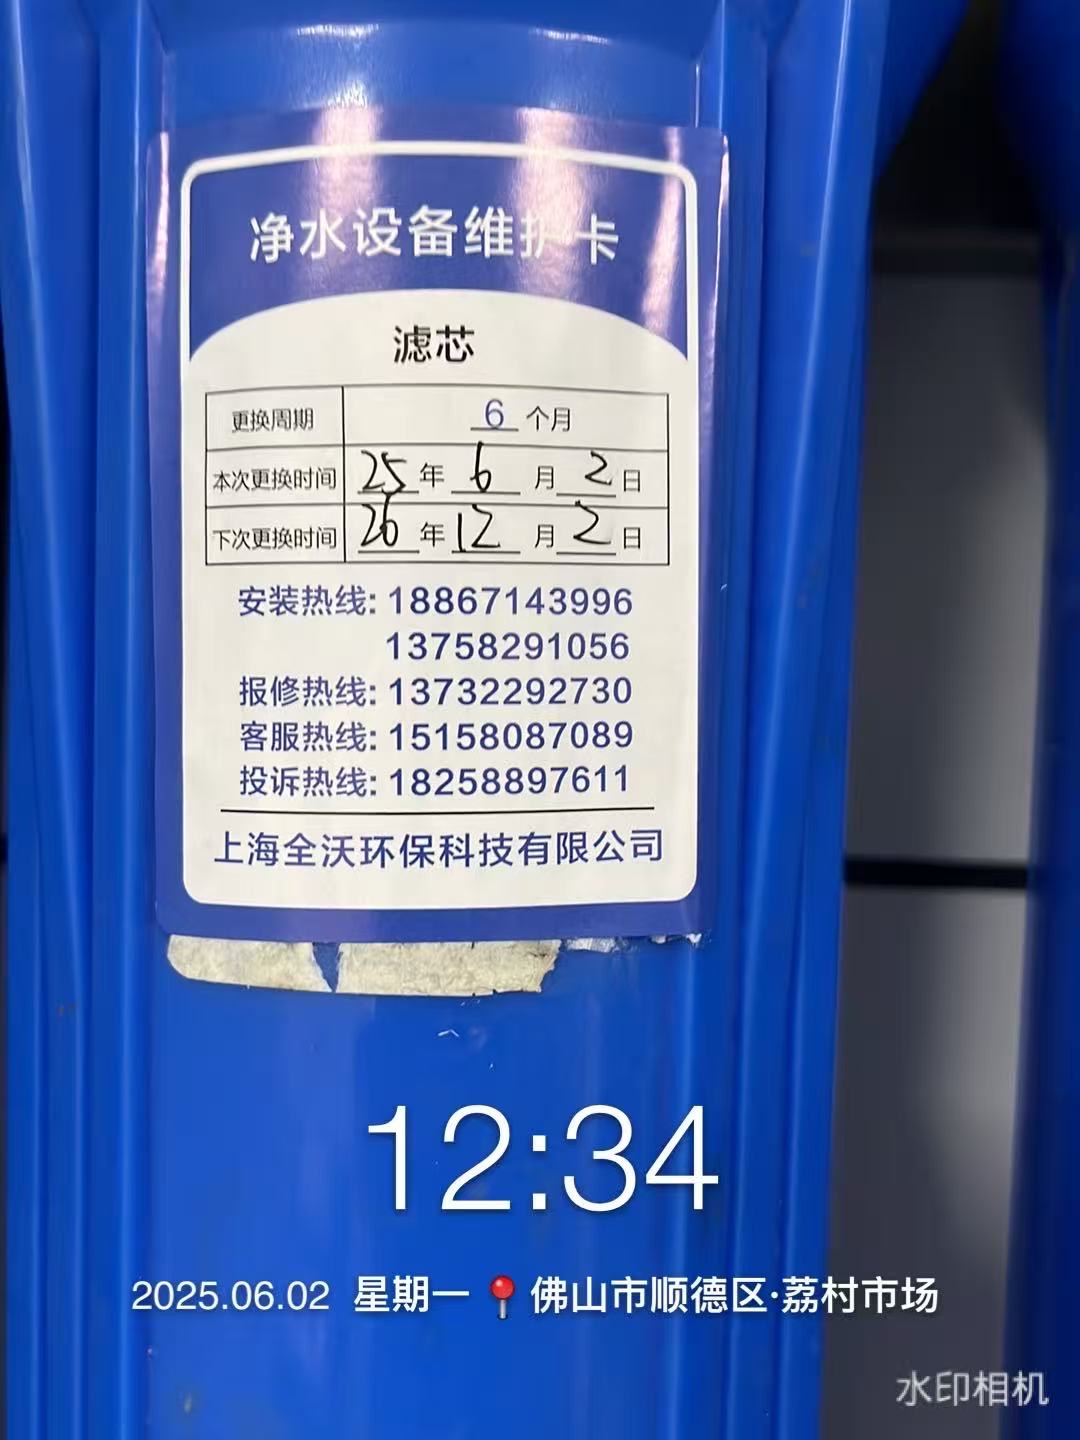 净水设备维护卡
滤芯
更换周期 6 个月
本次更换时间 25 年 6 月 2 日
下次更换时间 26 年 12 月 2 日
安装热线: 18867143996
13758291056
报修热线: 13732292730
客服热线: 15158087089
投诉热线: 18258897611
上海全沃环保科技有限公司
12:34
2025.06.02 星期一 📍佛山市顺德区·荔村市场
水印相机